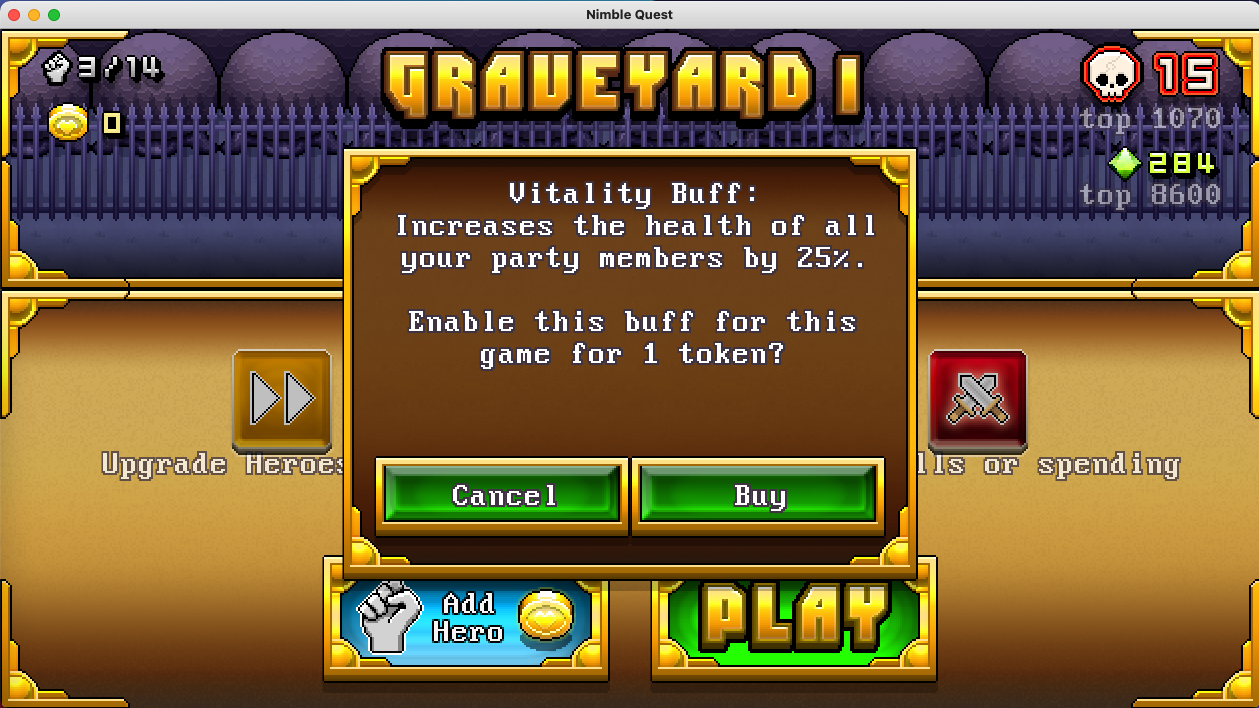 Nimble Quest
3/14
GRAVEYARD 1
15
0
top 1070
284
top 8600
Vitality Buff:
Increases the health of all
your party members by 25%.
Enable this buff for this
game for 1 token?
Upgrade Heroes
lls or spending
Cancel
Buy
Add
Hero
PLAY